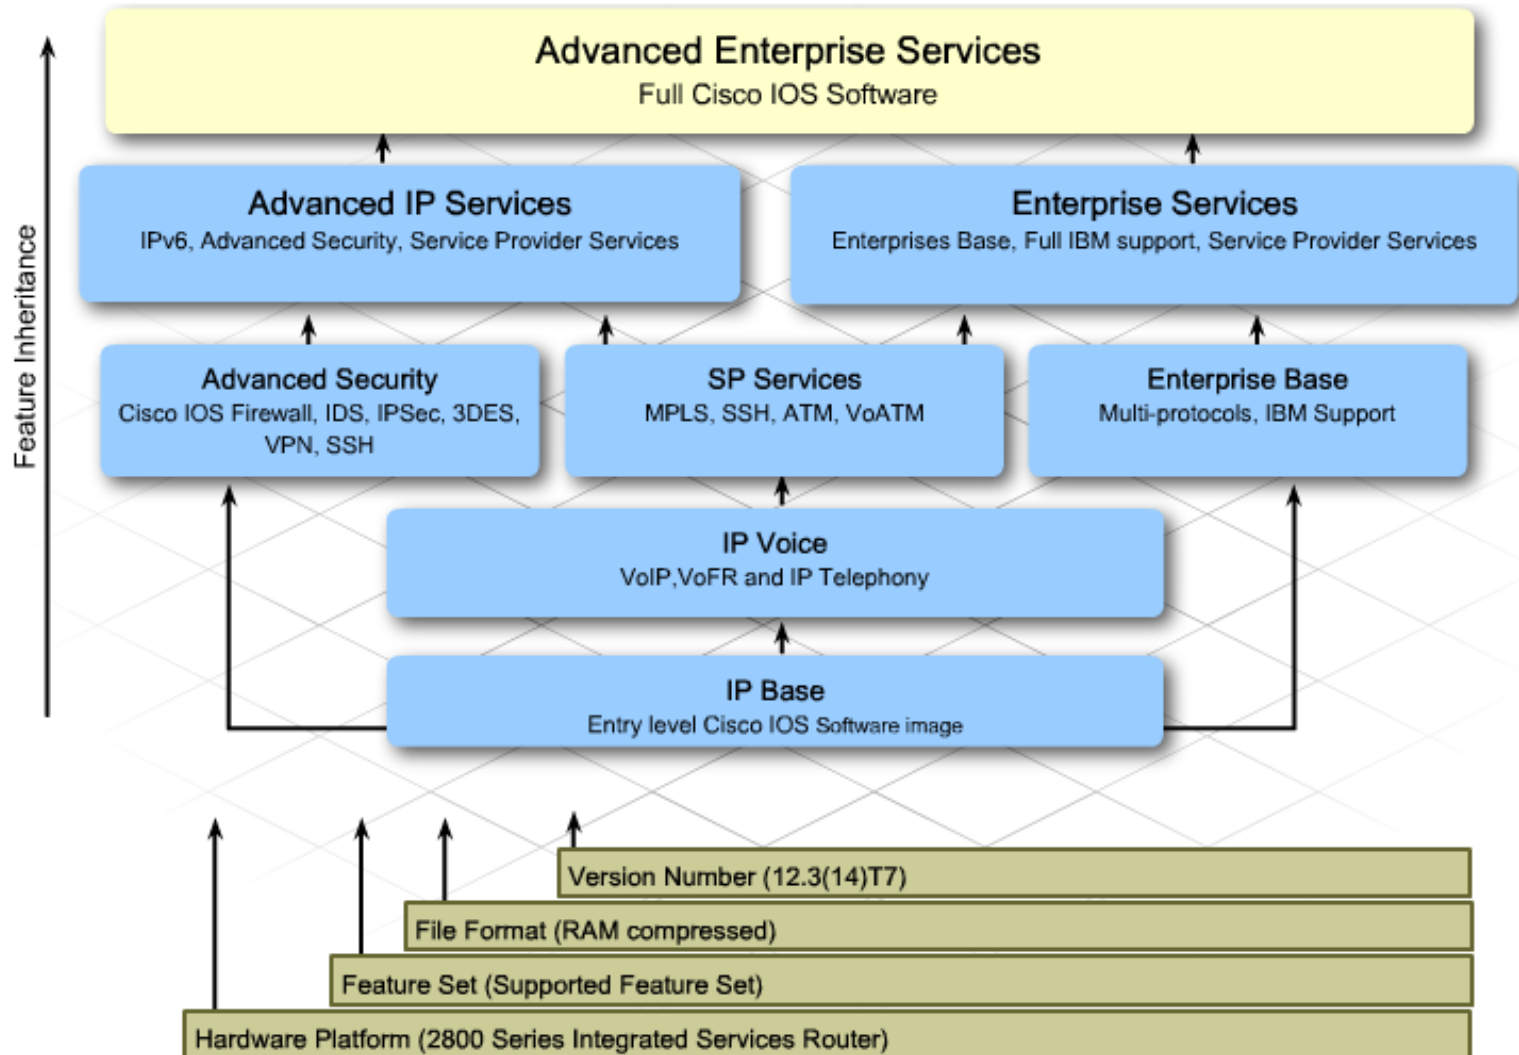 Advanced Enterprise Services
Full Cisco IOS Software
Feature Inheritance
Advanced IP Services
IPv6, Advanced Security, Service Provider Services
Enterprise Services
Enterprises Base, Full IBM support, Service Provider Services
Advanced Security
Cisco IOS Firewall, IDS, IPSec, 3DES,
VPN, SSH
SP Services
MPLS, SSH, ATM, VoATM
Enterprise Base
Multi-protocols, IBM Support
IP Voice
VoIP,VoFR and IP Telephony
IP Base
Entry level Cisco IOS Software image
Version Number (12.3(14)T7)
File Format (RAM compressed)
Feature Set (Supported Feature Set)
Hardware Platform (2800 Series Integrated Services Router)